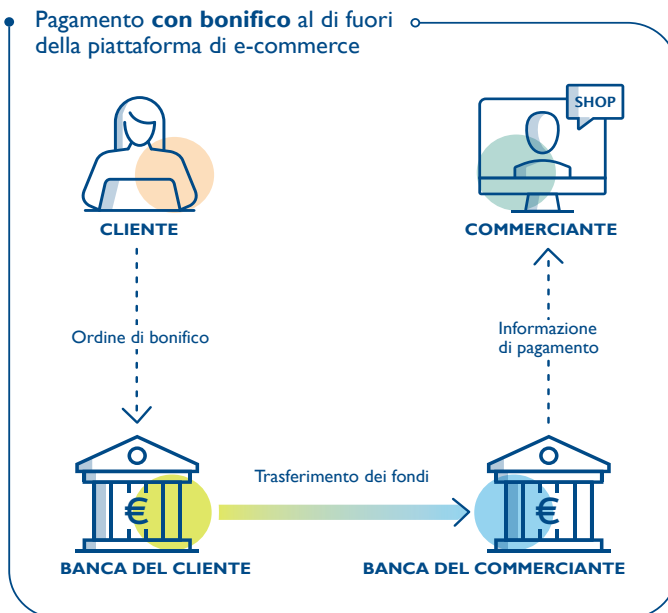 Pagamento con bonifico al di fuori
della piattaforma di e-commerce
SHOP
CLIENTE
COMMERCIANTE
Ordine di bonifico
Informazione
di pagamento
€
Trasferimento dei fondi
€
BANCA DEL CLIENTE
BANCA DEL COMMERCIANTE